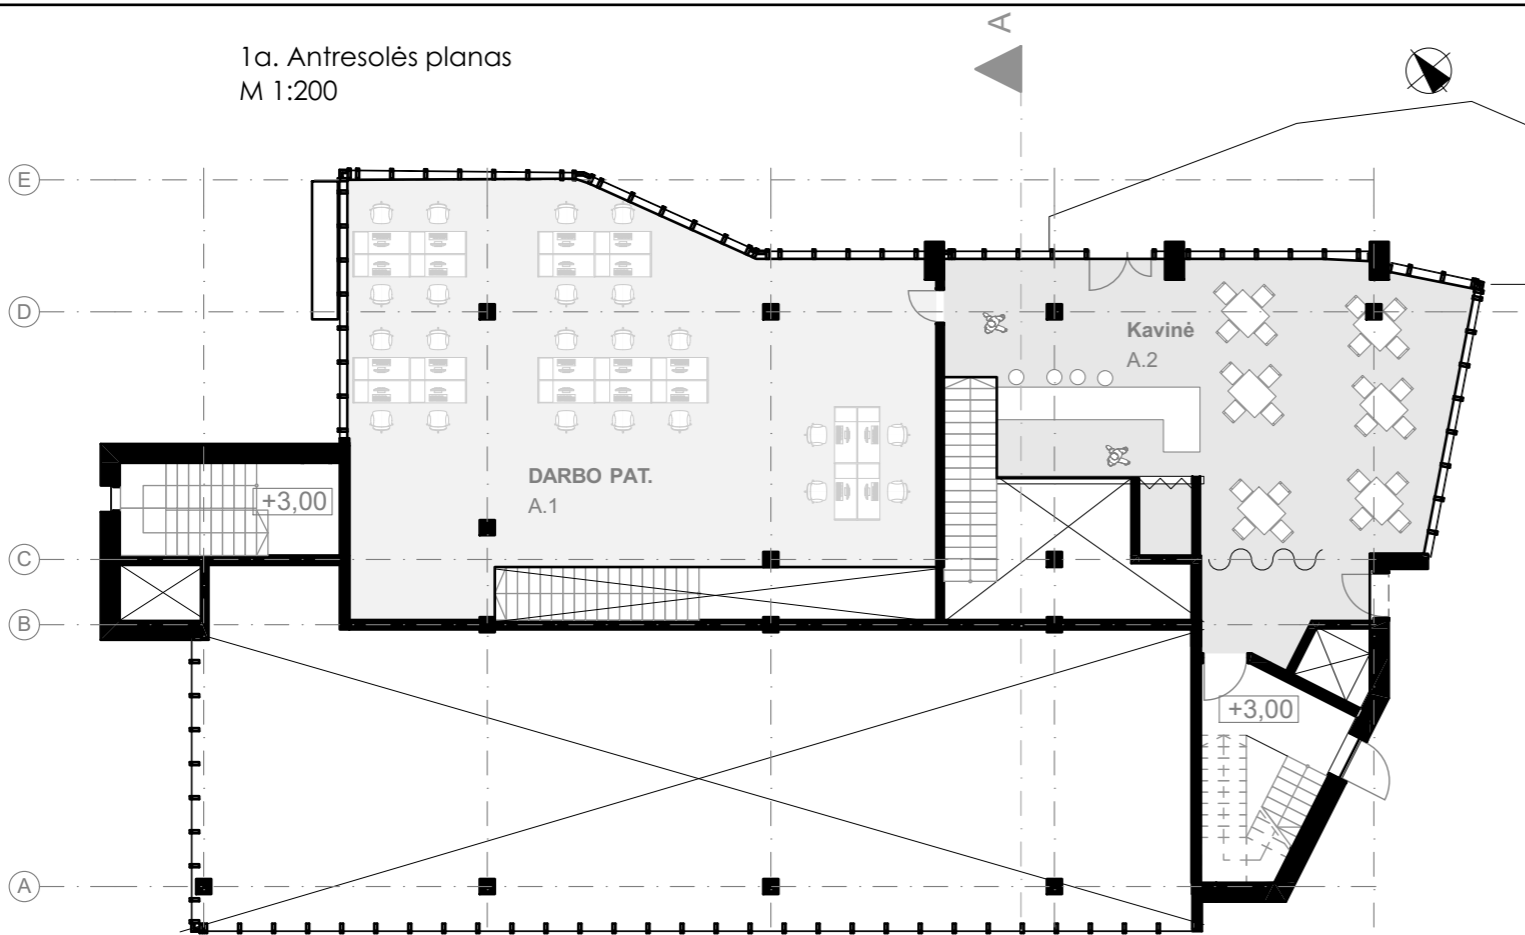 1a. Antresolės planas
M 1:200
A
E
D
Kavinė
A.2
DARBO PAT.
A.1
+3,00
C
B
+3,00
A